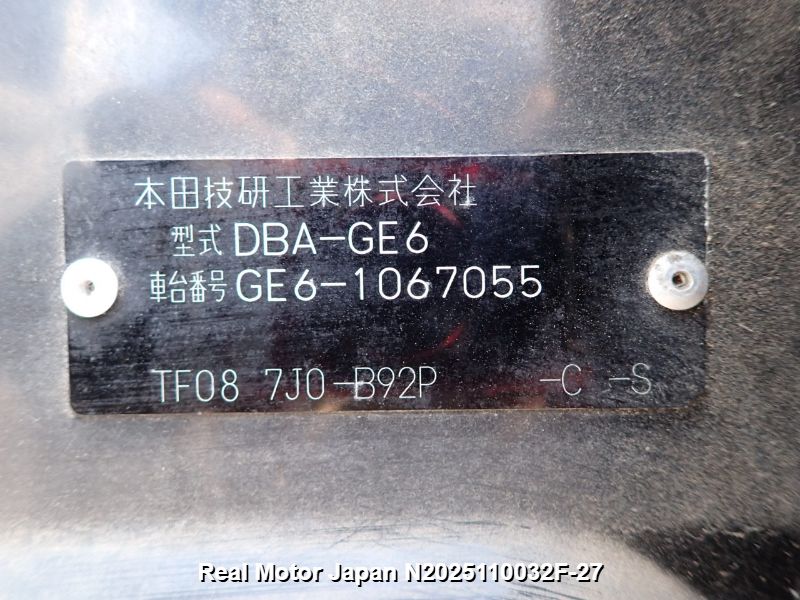 本田技研工業株式会社
型式 DBA-GE6
車台番号 GE6-1067055
TF08 7J0-B92P -C -S
Real Motor Japan N2025110032F-27